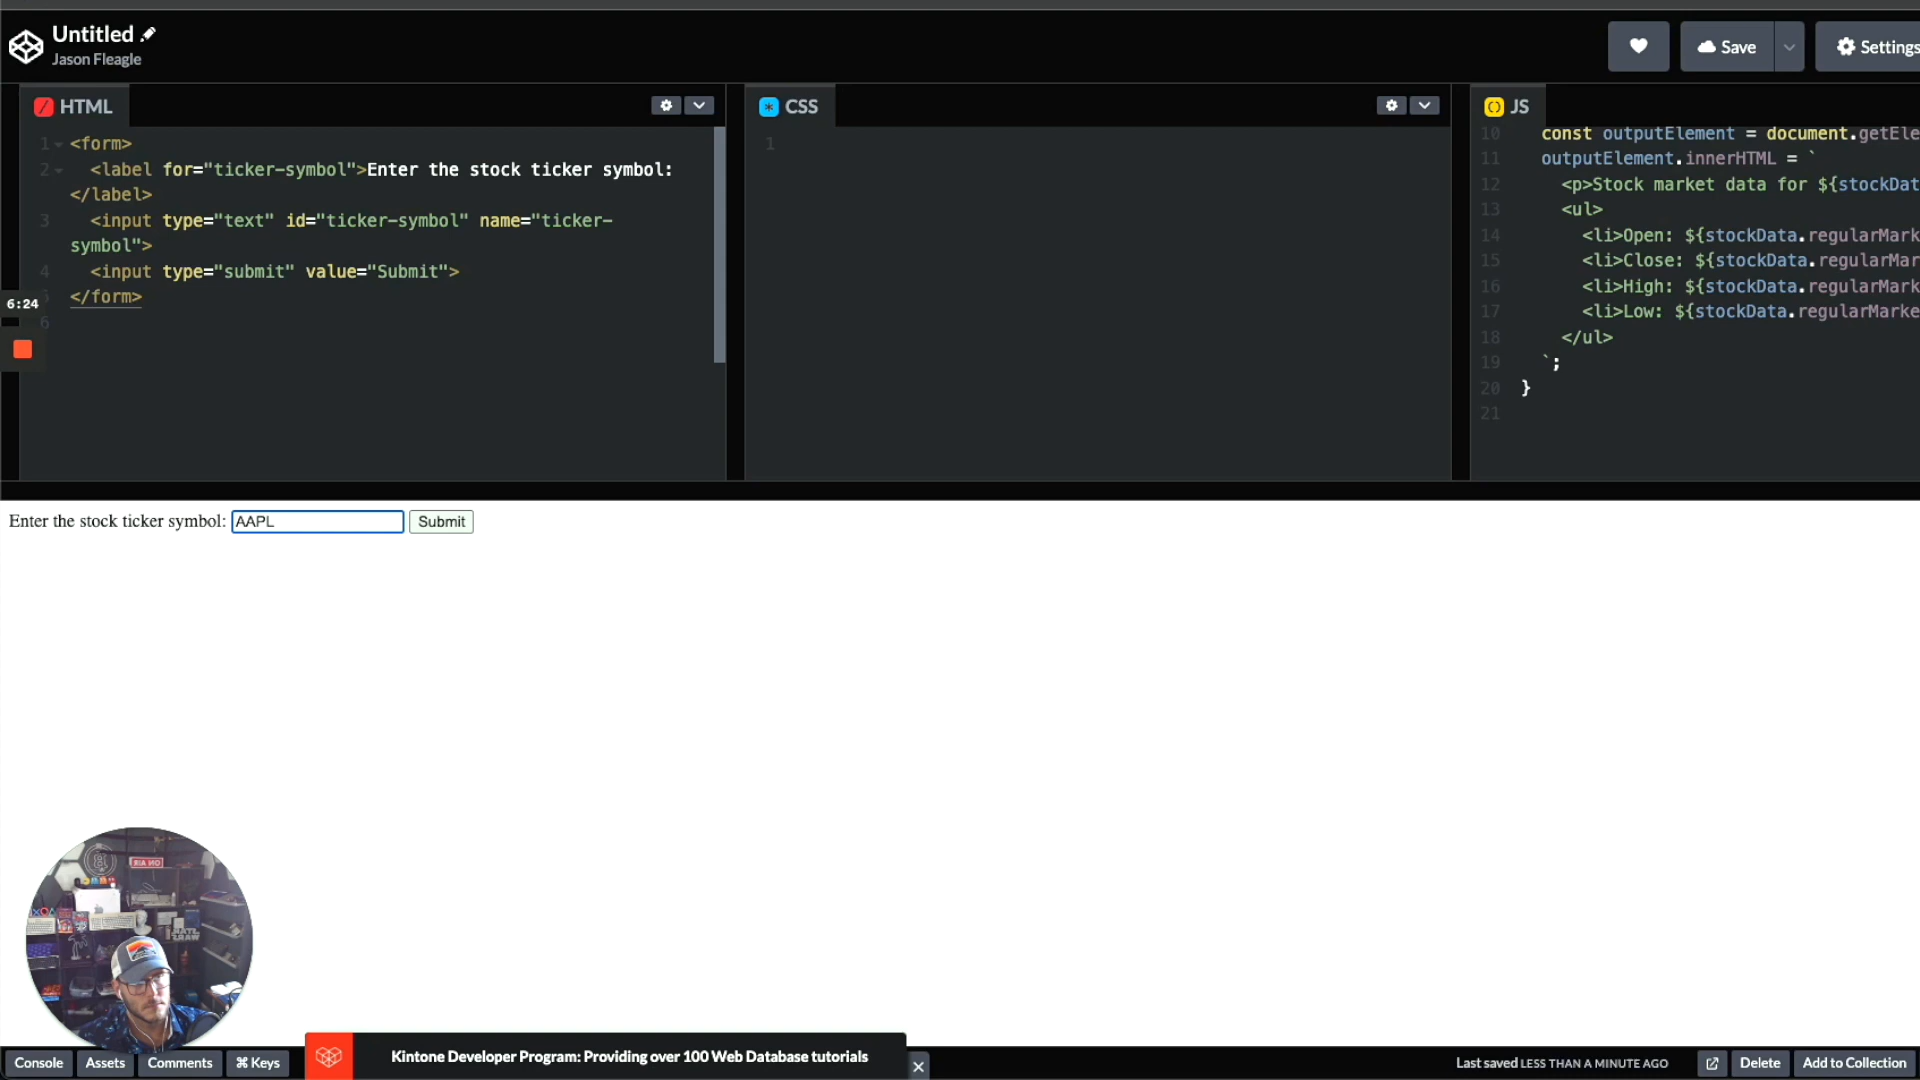 Untitled
Jason Fleagle
Save
Settings
HTML
CSS
JS
1 <form>
2 <label for="ticker-symbol">Enter the stock ticker symbol:
</label>
3 <input type="text" id="ticker-symbol" name="ticker-
symbol">
4 <input type="submit" value="Submit">
</form>
6
6:24
1
10 const outputElement = document.getEle
11 outputElement.innerHTML = `
12 <p>Stock market data for ${stockDat
13 <ul>
14 <li>Open: ${stockData.regularMark
15 <li>Close: ${stockData.regularMar
16 <li>High: ${stockData.regularMark
17 <li>Low: ${stockData.regularMarke
18 </ul>
19 `;
20 }
21
Enter the stock ticker symbol: AAPL Submit
Console
Assets
Comments
⌘ Keys
Kintone Developer Program: Providing over 100 Web Database tutorials
Last saved LESS THAN A MINUTE AGO
Delete
Add to Collection